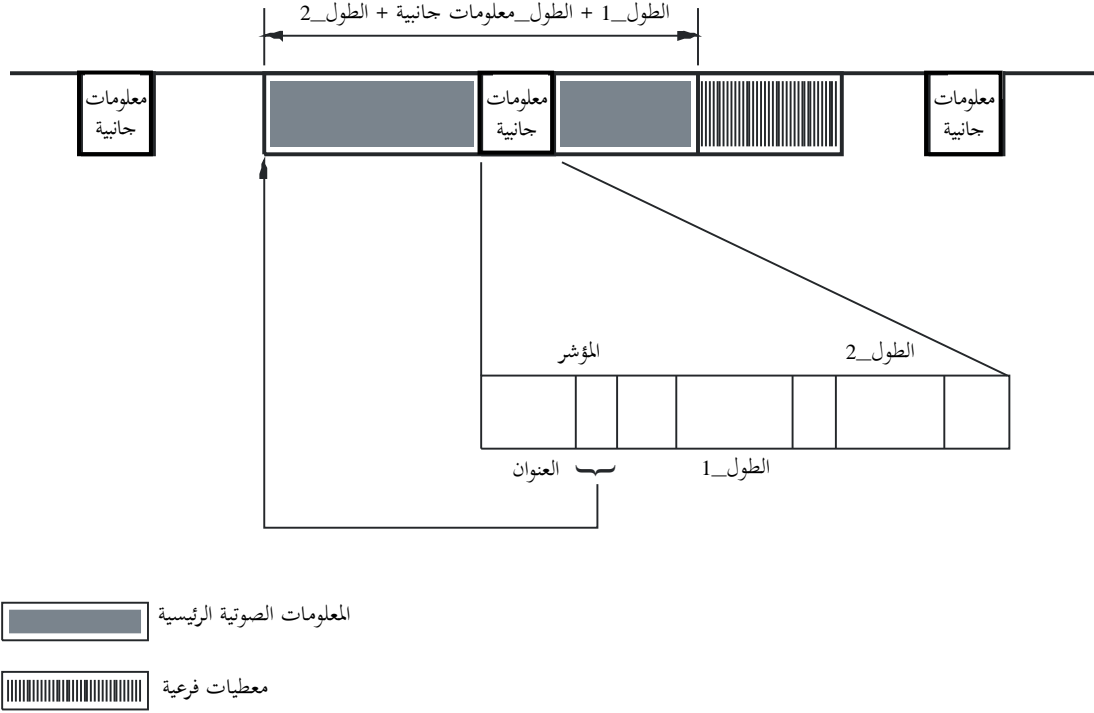 الطول_1 + الطول_معلومات جانبية + الطول_2
معلومات
جانبية
معلومات
جانبية
معلومات
جانبية
المؤشر
الطول_2
العنوان
الطول_1
المعلومات الصوتية الرئيسية
معطيات فرعية